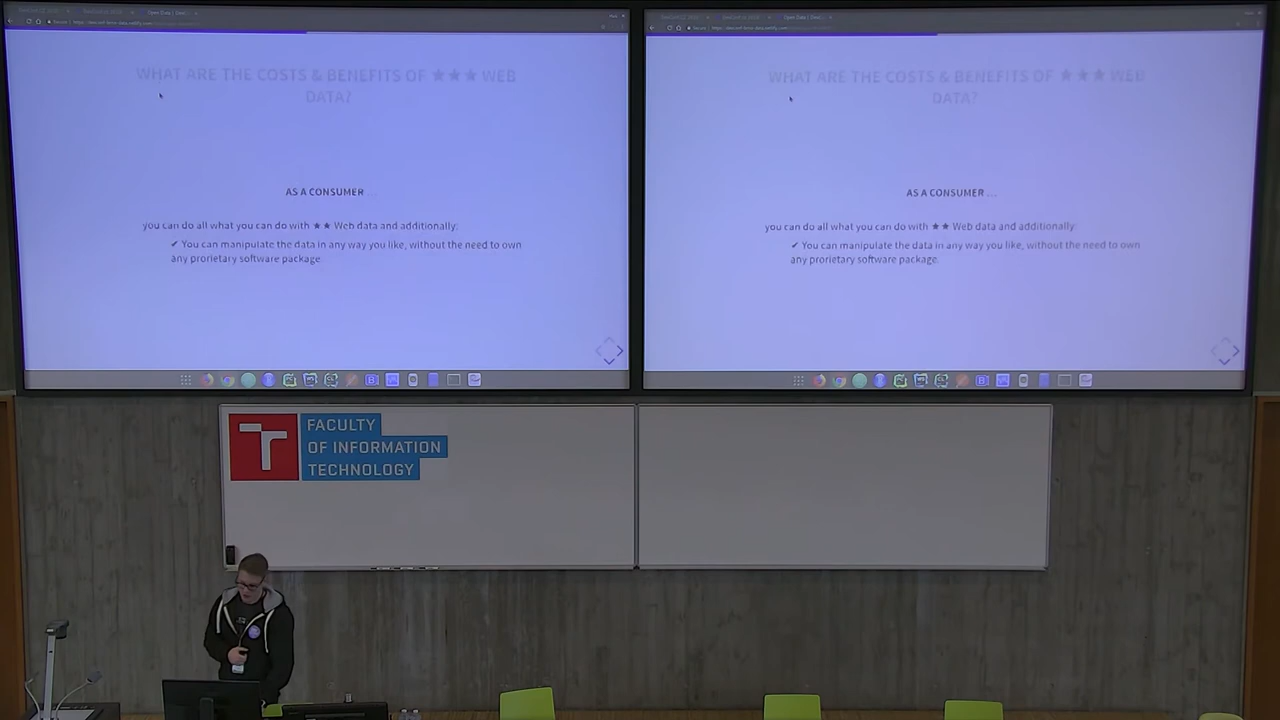 WHAT ARE THE COSTS & BENEFITS OF ★★★ WEB
DATA?
AS A CONSUMER ...
you can do all what you can do with ★★ Web data and additionally:
✔ You can manipulate the data in any way you like, without the need to own
any prorietary software package.
WHAT ARE THE COSTS & BENEFITS OF ★★★ WEB
DATA?
AS A CONSUMER ...
you can do all what you can do with ★★ Web data and additionally:
✔ You can manipulate the data in any way you like, without the need to own
any prorietary software package.
FACULTY
OF INFORMATION
TECHNOLOGY